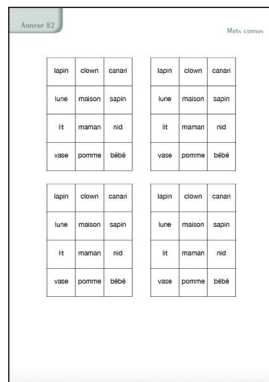 Annexe 82
Mots connus
lapin clown canari
lune maison sapin
lit maman nid
vase pomme bébé
lapin clown canari
lune maison sapin
lit maman nid
vase pomme bébé
lapin clown canari
lune maison sapin
lit maman nid
vase pomme bébé
lapin clown canari
lune maison sapin
lit maman nid
vase pomme bébé